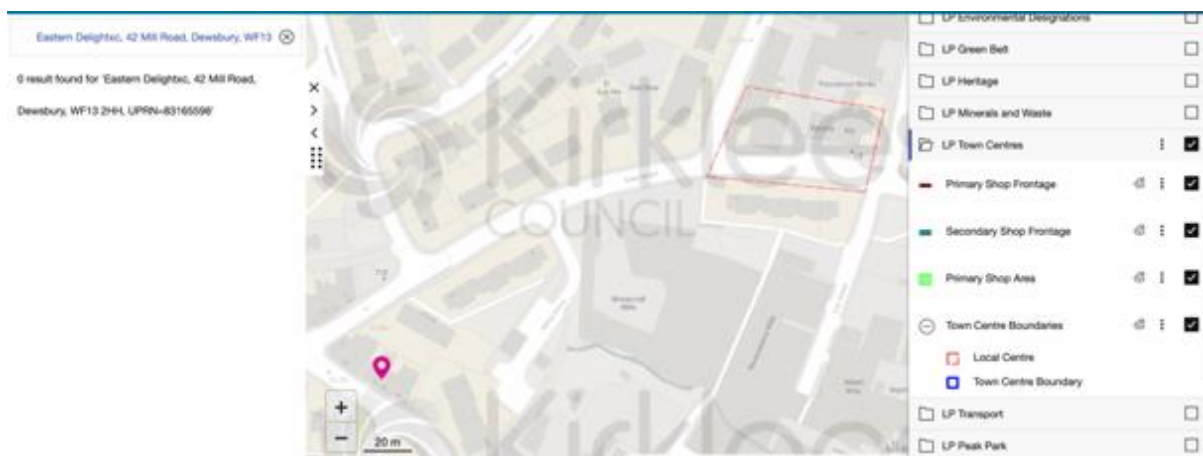 Eastern Delightxc, 42 Mill Road, Dewsbury, WF13
0 result found for 'Eastern Delightxc, 42 Mill Road,
Dewsbury, WF13 2HH, UPRN=83165598'
Kirklees
COUNCIL
Kirklees
+
−
20 m
LP Environmental Designations
LP Green Belt
LP Heritage
LP Minerals and Waste
LP Town Centres
Primary Shop Frontage
Secondary Shop Frontage
Primary Shop Area
Town Centre Boundaries
Local Centre
Town Centre Boundary
LP Transport
LP Peak Park